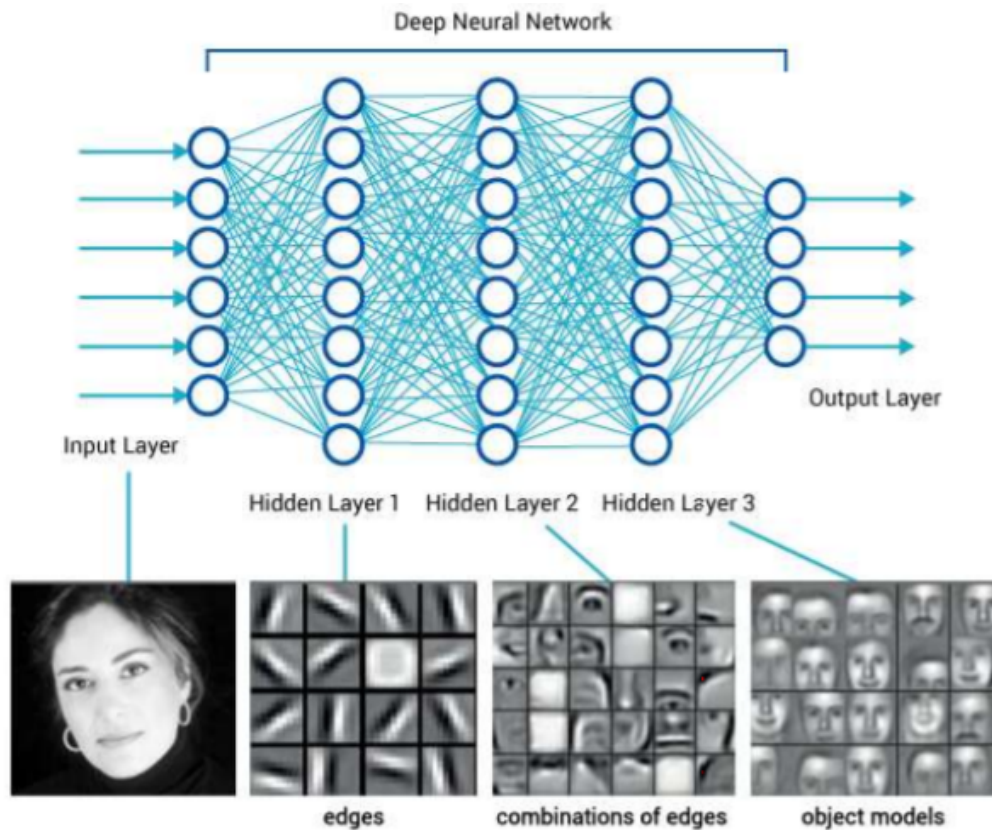 Deep Neural Network
Output Layer
Input Layer
Hidden Layer 1 Hidden Layer 2 Hidden Layer 3
edges combinations of edges object models